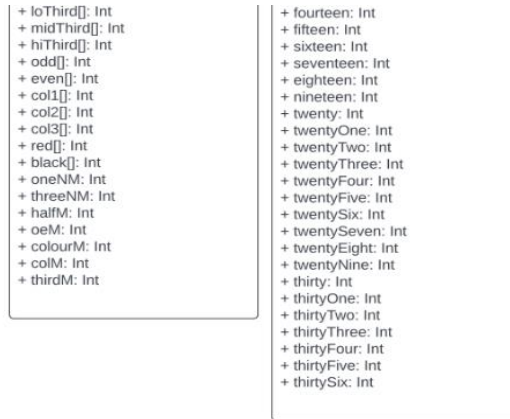 + loThird[]: Int
+ midThird[]: Int
+ hiThird[]: Int
+ odd[]: Int
+ even[]: Int
+ col1[]: Int
+ col2[]: Int
+ col3[]: Int
+ red[]: Int
+ black[]: Int
+ oneNM: Int
+ threeNM: Int
+ halfM: Int
+ oeM: Int
+ colourM: Int
+ colM: Int
+ thirdM: Int
+ fourteen: Int
+ fifteen: Int
+ sixteen: Int
+ seventeen: Int
+ eighteen: Int
+ nineteen: Int
+ twenty: Int
+ twentyOne: Int
+ twentyTwo: Int
+ twentyThree: Int
+ twentyFour: Int
+ twentyFive: Int
+ twentySix: Int
+ twentySeven: Int
+ twentyEight: Int
+ twentyNine: Int
+ thirty: Int
+ thirtyOne: Int
+ thirtyTwo: Int
+ thirtyThree: Int
+ thirtyFour: Int
+ thirtyFive: Int
+ thirtySix: Int